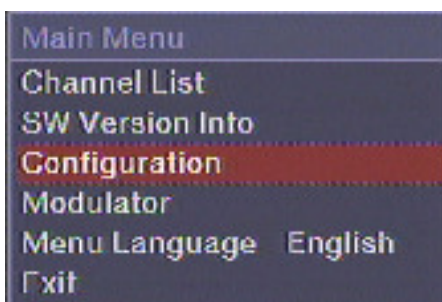 Main Menu
Channel List
SW Version Info
Configuration
Modulator
Menu Language English
Exit